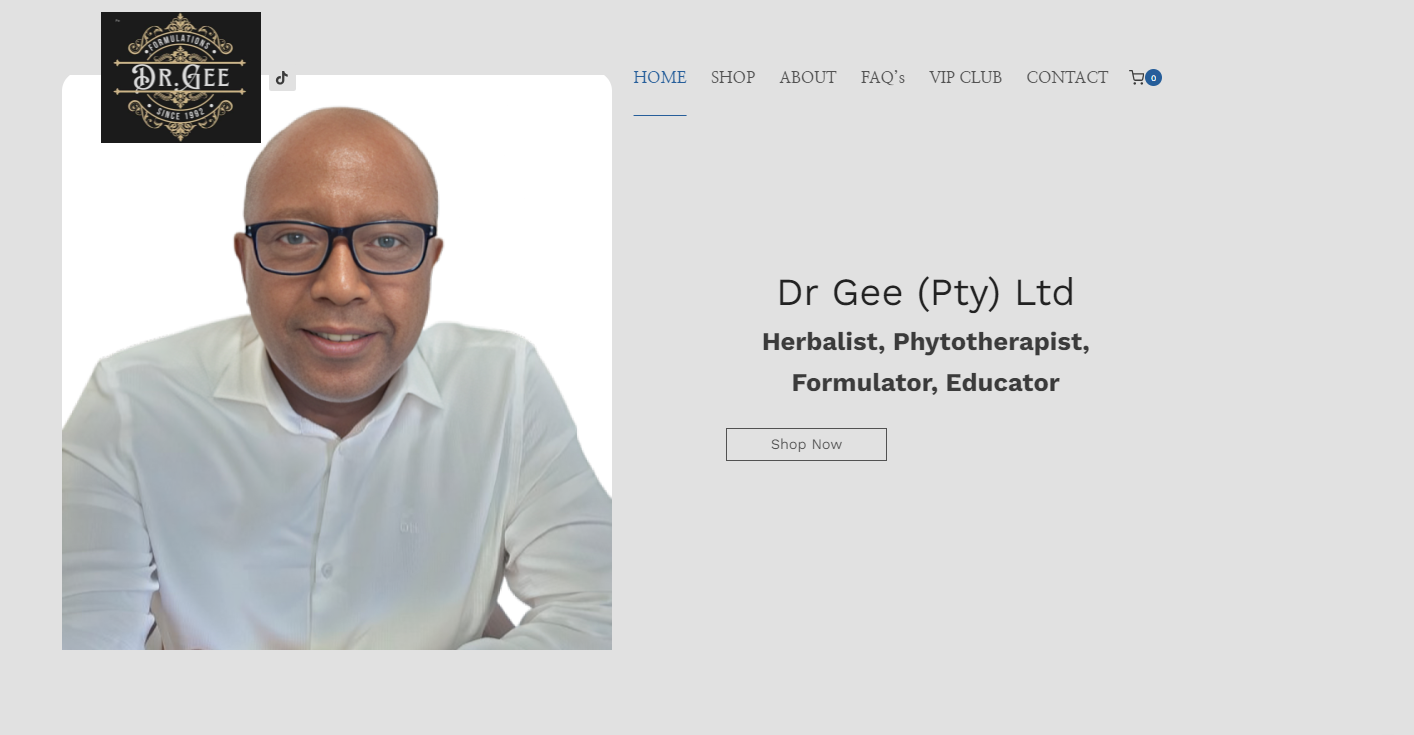 FORMULATIONS
DR.GEE
SINCE 1992
HOME SHOP ABOUT FAQ's VIP CLUB CONTACT 0
Dr Gee (Pty) Ltd
Herbalist, Phytotherapist,
Formulator, Educator
Shop Now